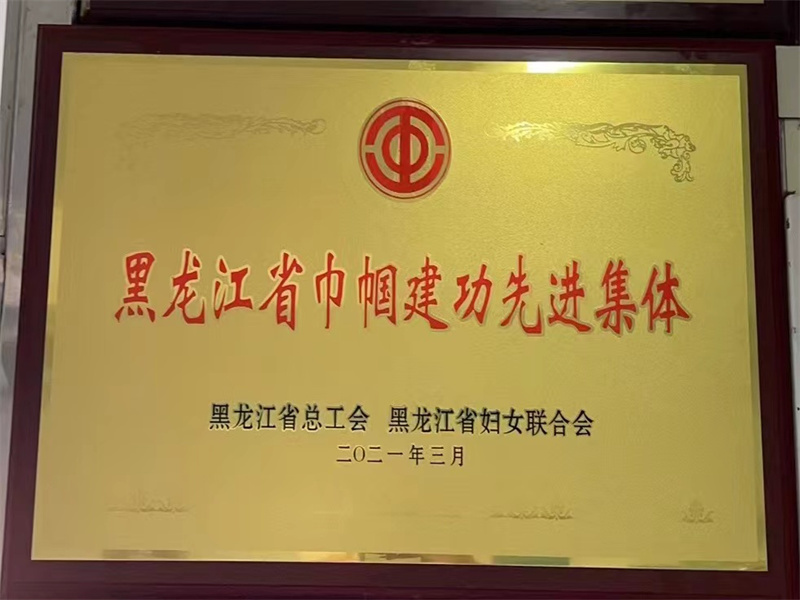 黑龙江省巾帼建功先进集体
黑龙江省总工会 黑龙江省妇女联合会
二〇二一年三月